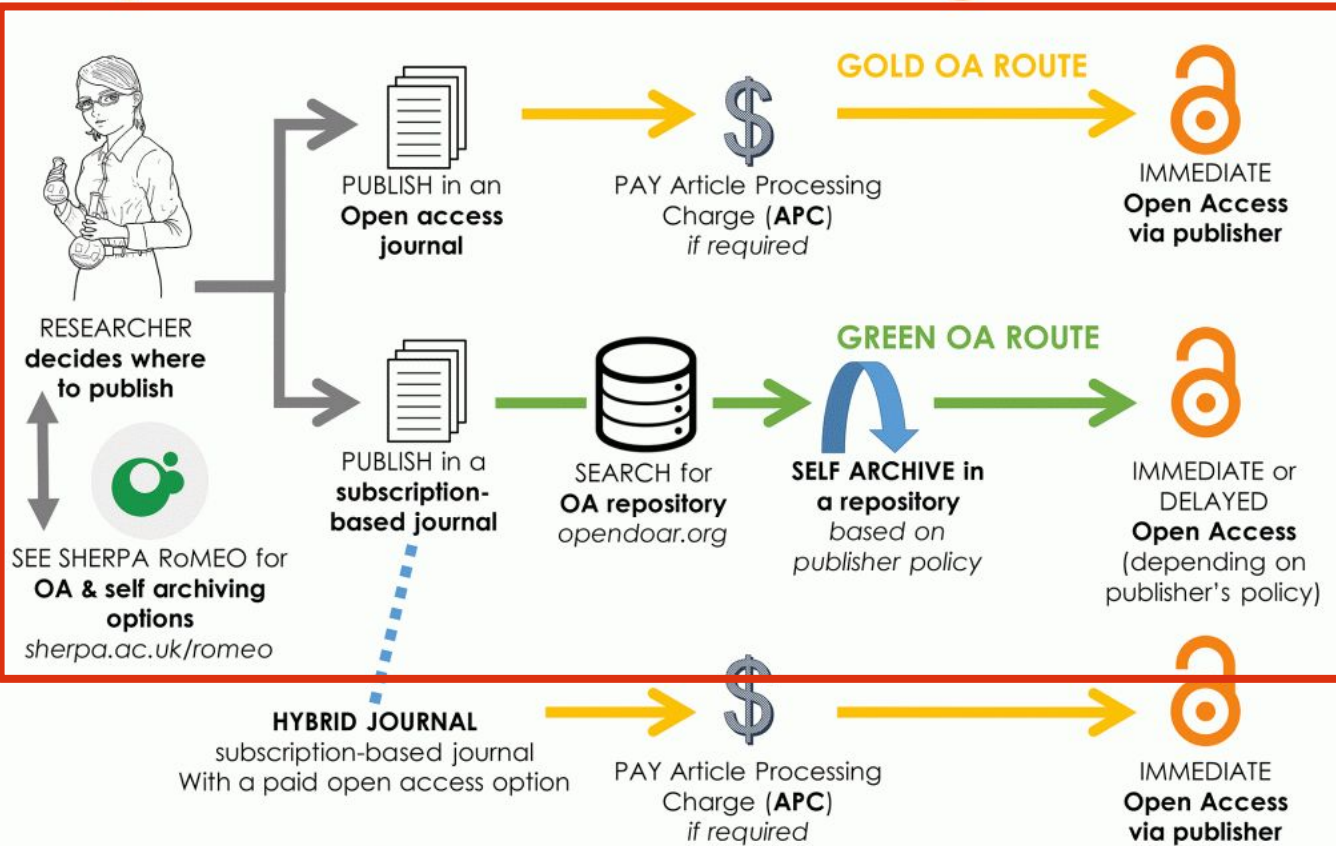 GOLD OA ROUTE
PUBLISH in an
Open access
journal
PAY Article Processing
Charge (APC)
if required
IMMEDIATE
Open Access
via publisher
RESEARCHER
decides where
to publish
GREEN OA ROUTE
PUBLISH in a
subscription-
based journal
SEARCH for
OA repository
opendoar.org
SELF ARCHIVE in
a repository
based on
publisher policy
IMMEDIATE or
DELAYED
Open Access
(depending on
publisher's policy)
SEE SHERPA RoMEO for
OA & self archiving
options
sherpa.ac.uk/romeo
HYBRID JOURNAL
subscription-based journal
With a paid open access option
PAY Article Processing
Charge (APC)
if required
IMMEDIATE
Open Access
via publisher